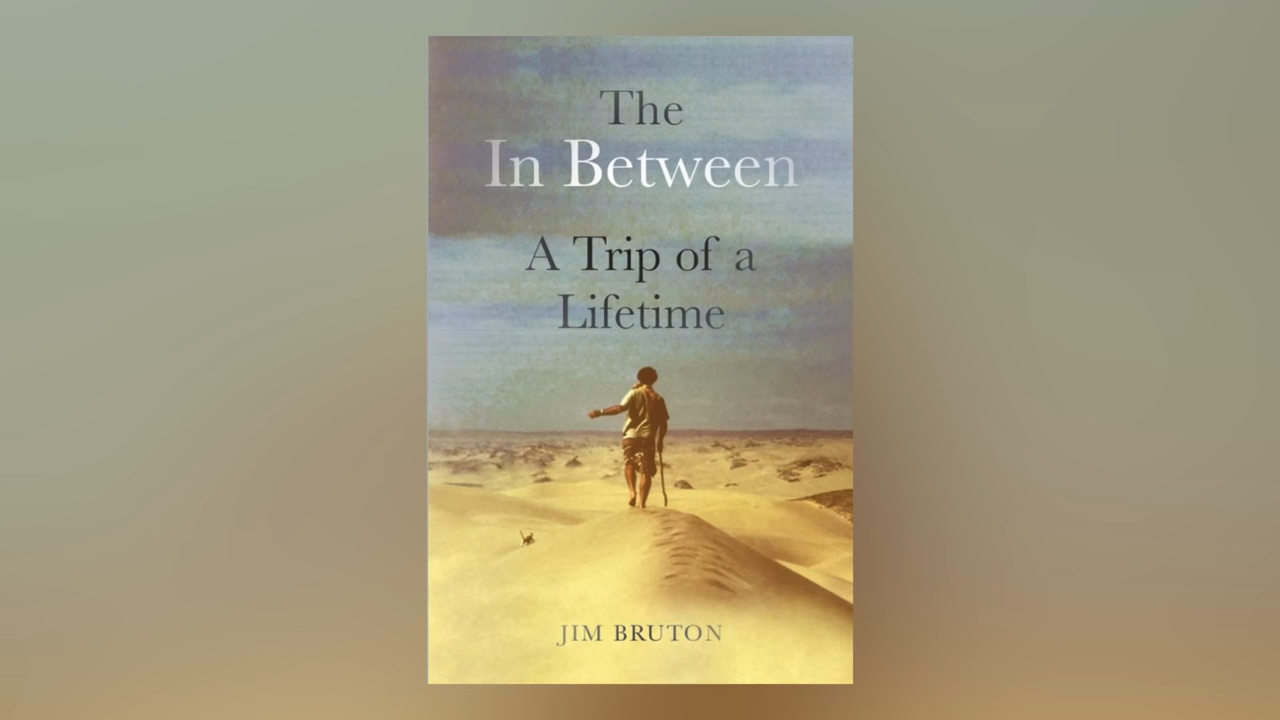 The
In Between
A Trip of a
Lifetime
JIM BRUTON